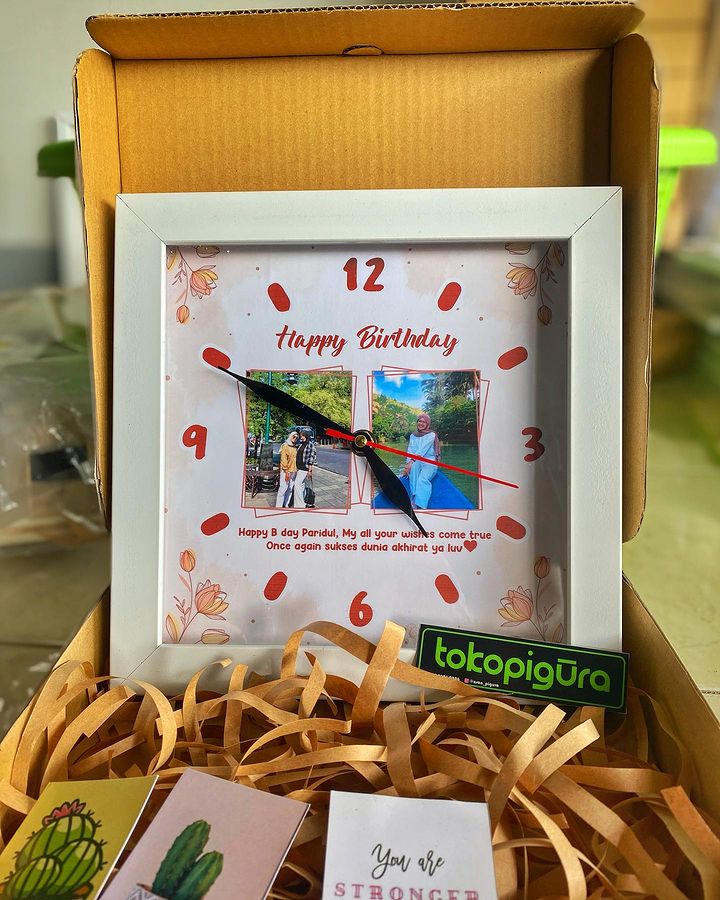 12
Happy Birthday
9
3
Happy B day Paridul, My all your wishes come true
Once again sukses dunia akhirat ya luv
6
tokopigūra
You are
STRONGER